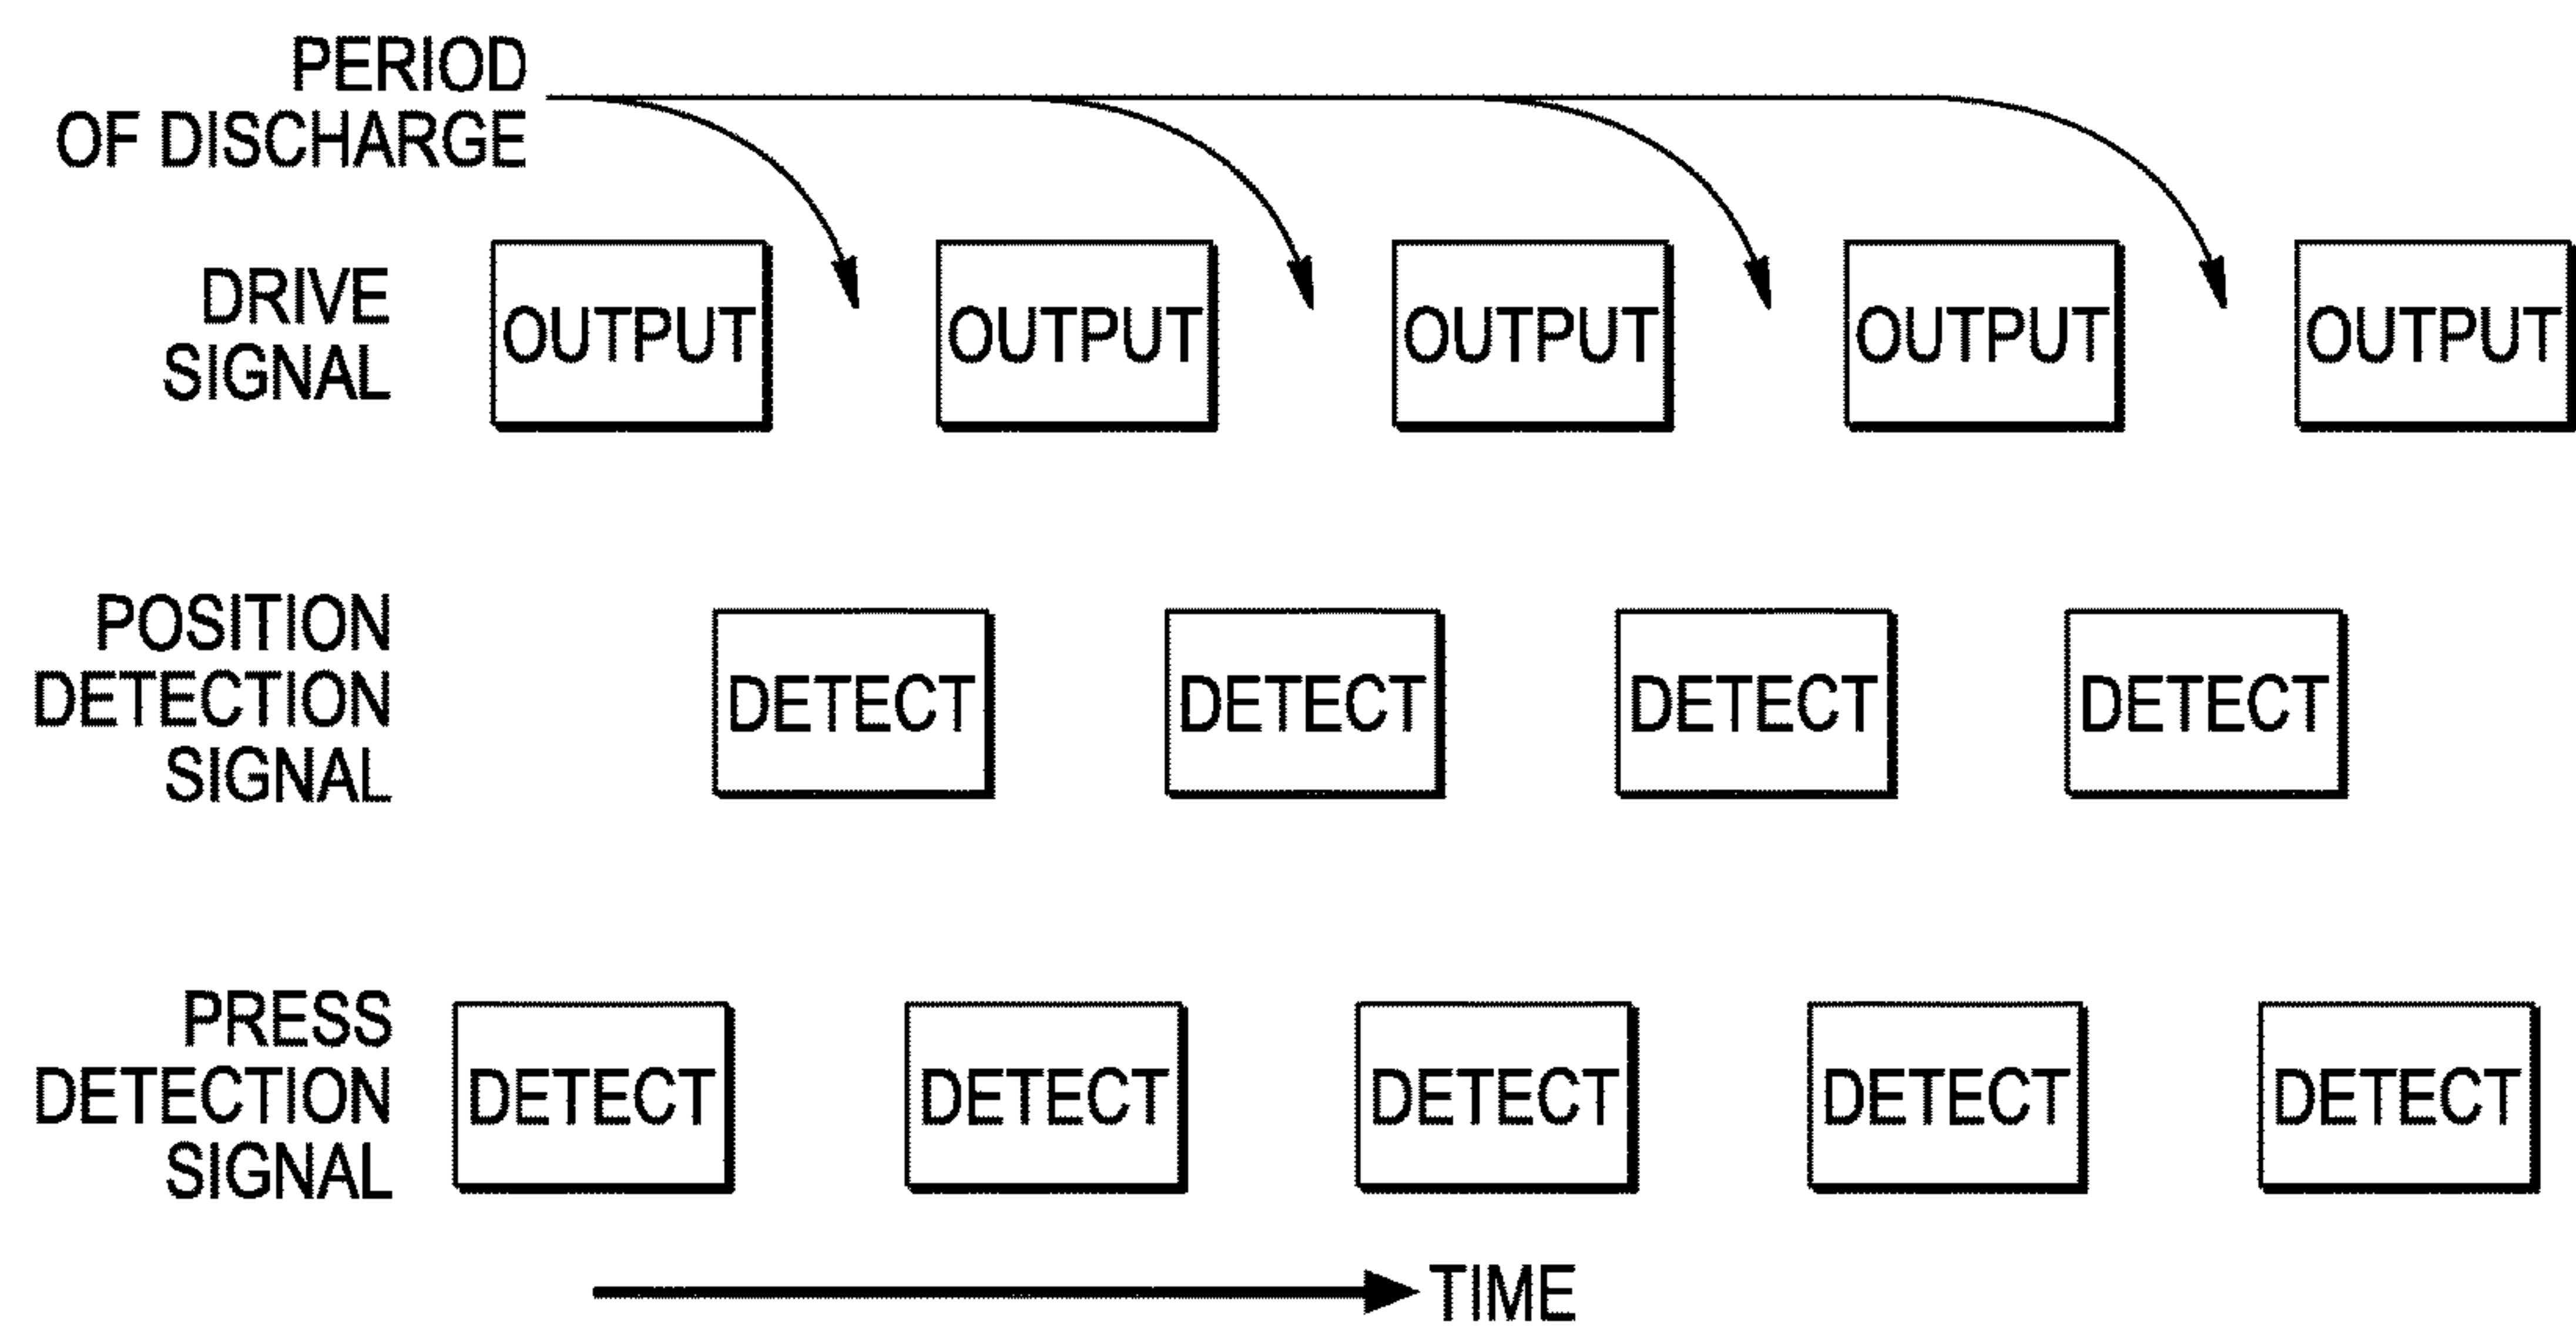 PERIOD
OF DISCHARGE
DRIVE
SIGNAL
OUTPUT OUTPUT OUTPUT OUTPUT OUTPUT
POSITION
DETECTION
SIGNAL
DETECT DETECT DETECT DETECT
PRESS
DETECTION
SIGNAL
DETECT DETECT DETECT DETECT DETECT
TIME